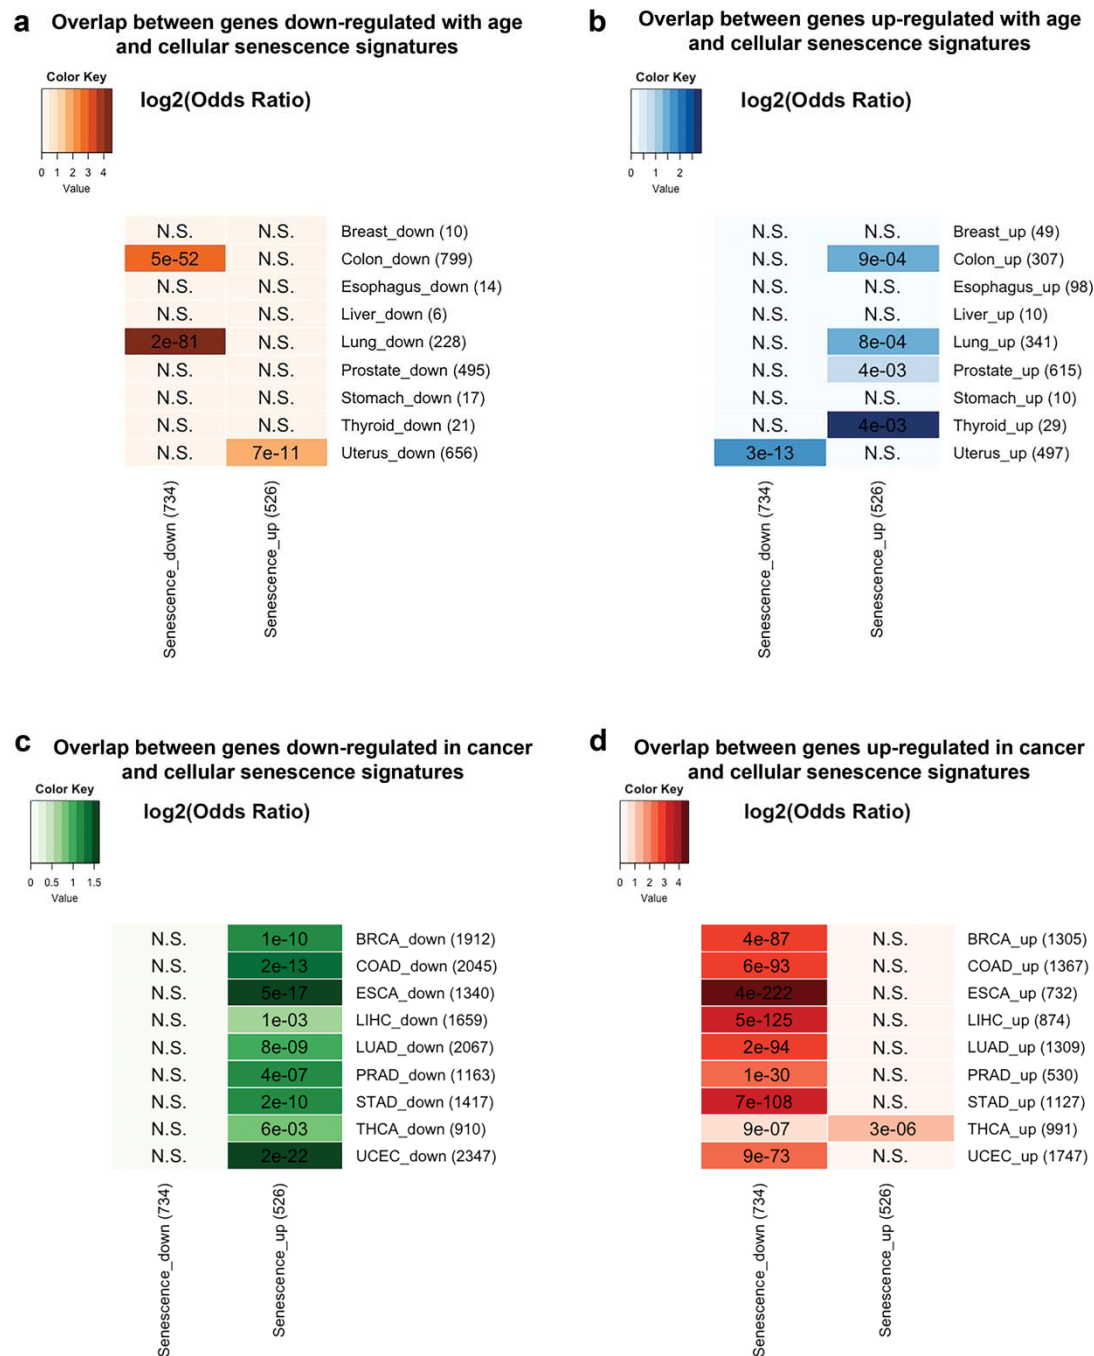 a Overlap between genes down-regulated with age
and cellular senescence signatures
Color Key
log2(Odds Ratio)
0 1 2 3 4
Value
N.S. N.S. Breast_down (10)
5e-52 N.S. Colon_down (799)
N.S. N.S. Esophagus_down (14)
N.S. N.S. Liver_down (6)
2e-81 N.S. Lung_down (228)
N.S. N.S. Prostate_down (495)
N.S. N.S. Stomach_down (17)
N.S. N.S. Thyroid_down (21)
N.S. 7e-11 Uterus_down (656)
Senescence_down (734)
Senescence_up (526)
b Overlap between genes up-regulated with age
and cellular senescence signatures
Color Key
log2(Odds Ratio)
0 1 2
Value
N.S. N.S. Breast_up (49)
N.S. 9e-04 Colon_up (307)
N.S. N.S. Esophagus_up (98)
N.S. N.S. Liver_up (10)
N.S. 8e-04 Lung_up (341)
N.S. 4e-03 Prostate_up (615)
N.S. N.S. Stomach_up (10)
N.S. 4e-03 Thyroid_up (29)
3e-13 N.S. Uterus_up (497)
Senescence_down (734)
Senescence_up (526)
c Overlap between genes down-regulated in cancer
and cellular senescence signatures
Color Key
log2(Odds Ratio)
0 0.5 1 1.5
Value
N.S. 1e-10 BRCA_down (1912)
N.S. 2e-13 COAD_down (2045)
N.S. 5e-17 ESCA_down (1340)
N.S. 1e-03 LIHC_down (1659)
N.S. 8e-09 LUAD_down (2067)
N.S. 4e-07 PRAD_down (1163)
N.S. 2e-10 STAD_down (1417)
N.S. 6e-03 THCA_down (910)
N.S. 2e-22 UCEC_down (2347)
Senescence_down (734)
Senescence_up (526)
d Overlap between genes up-regulated in cancer
and cellular senescence signatures
Color Key
log2(Odds Ratio)
0 1 2 3 4
Value
4e-87 N.S. BRCA_up (1305)
6e-93 N.S. COAD_up (1367)
4e-222 N.S. ESCA_up (732)
5e-125 N.S. LIHC_up (874)
2e-94 N.S. LUAD_up (1309)
1e-30 N.S. PRAD_up (530)
7e-108 N.S. STAD_up (1127)
9e-07 3e-06 THCA_up (991)
9e-73 N.S. UCEC_up (1747)
Senescence_down (734)
Senescence_up (526)